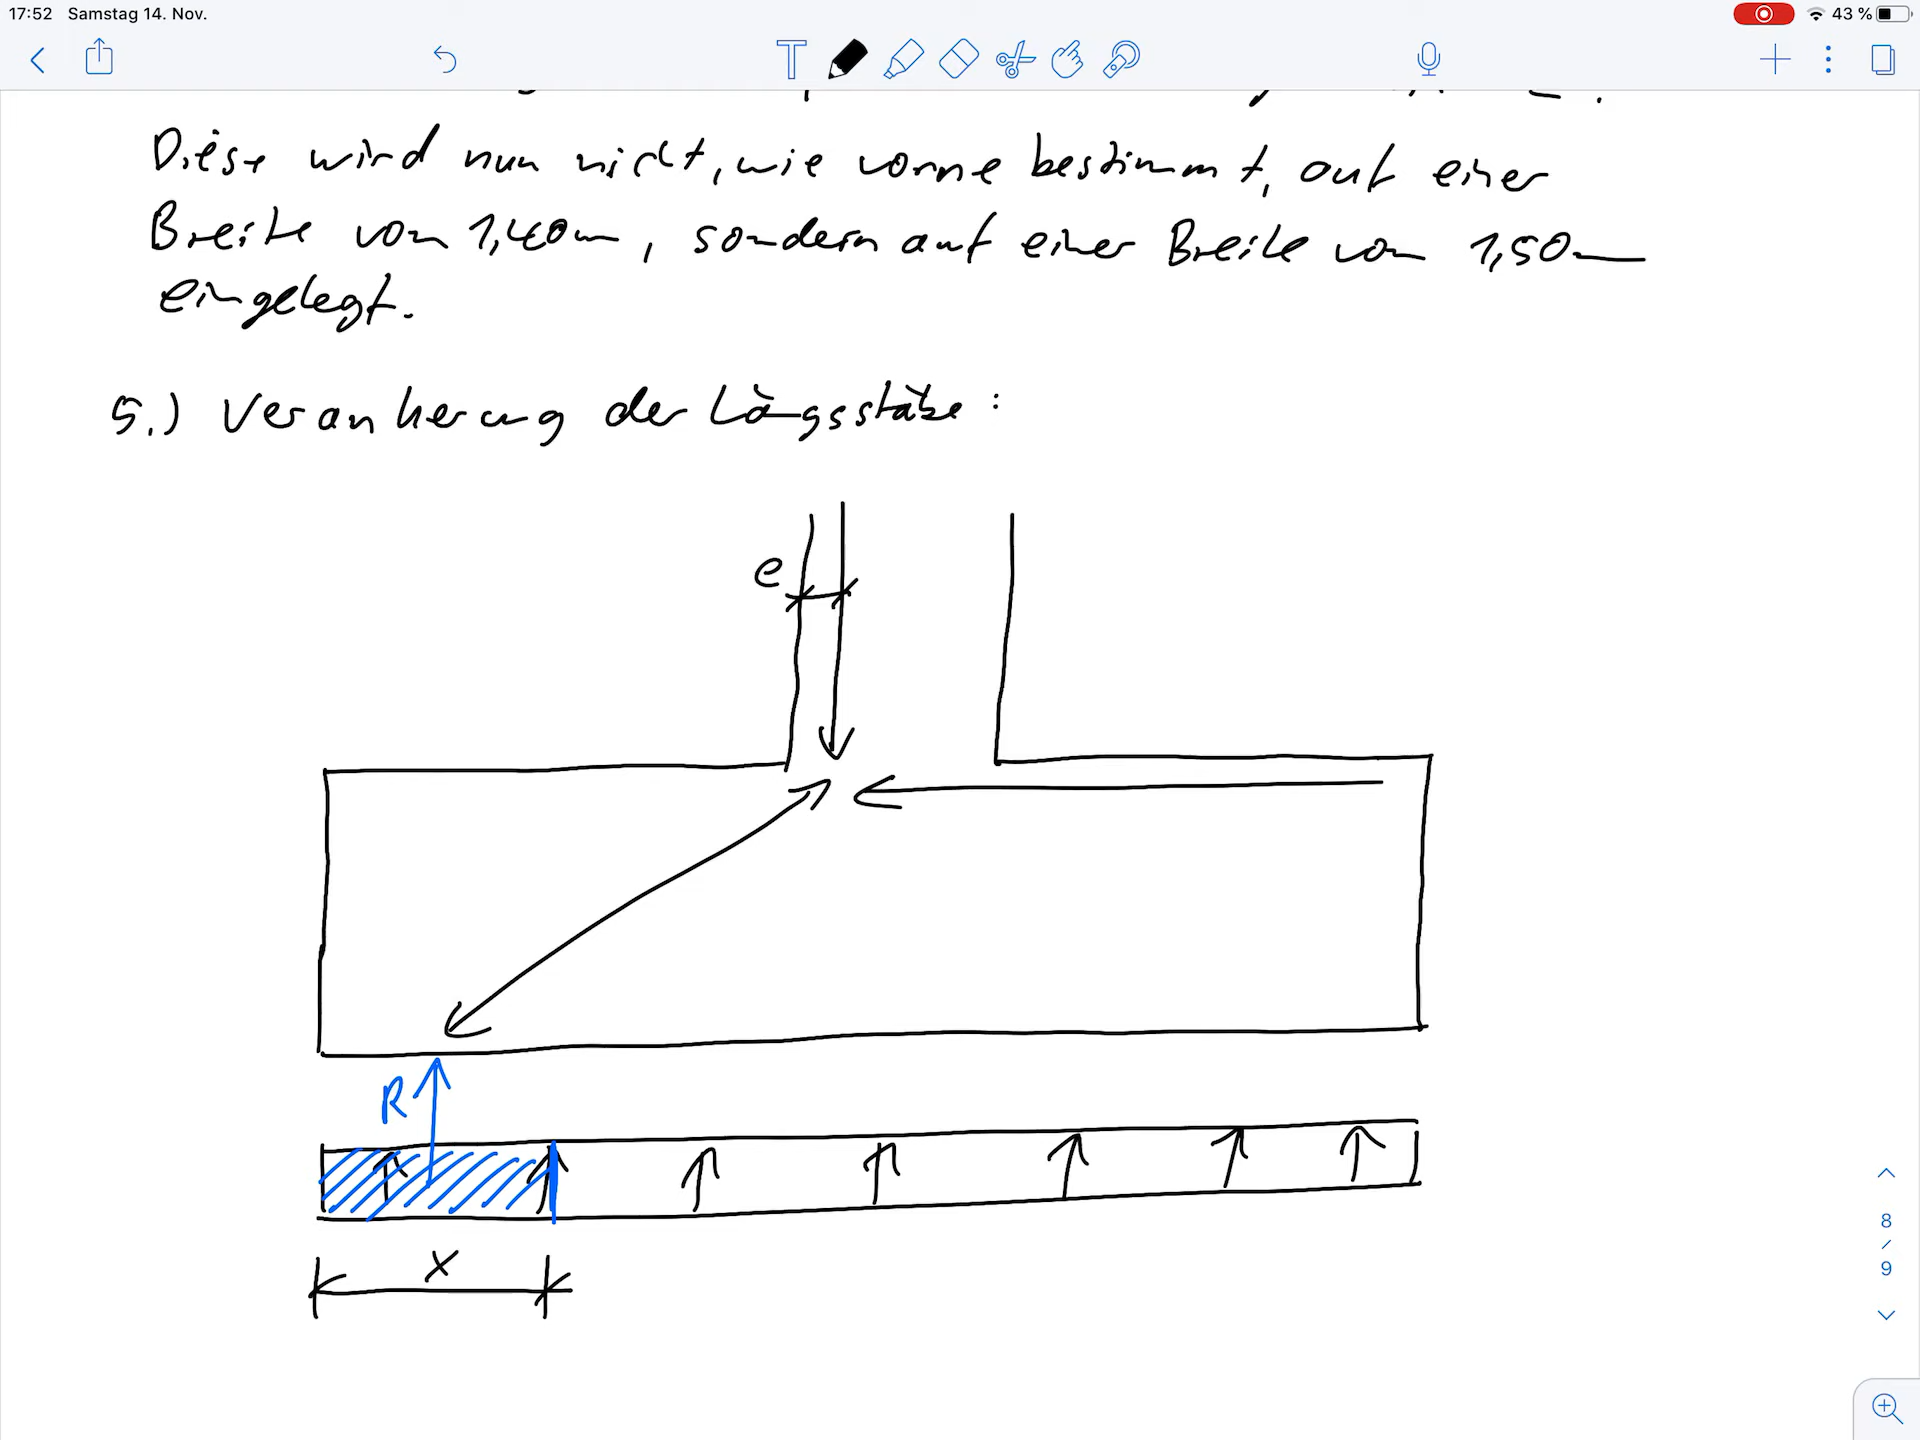 17:52 Samstag 14. Nov.
43 %
T
Diese wird nun nicht, wie vorne bestimmt, auf einer
Breite von 1,40m, sondern auf einer Breite von 1,50m
eingelegt.
5.) Verankerung der Längsstäbe:
e
R
x
8
/
9